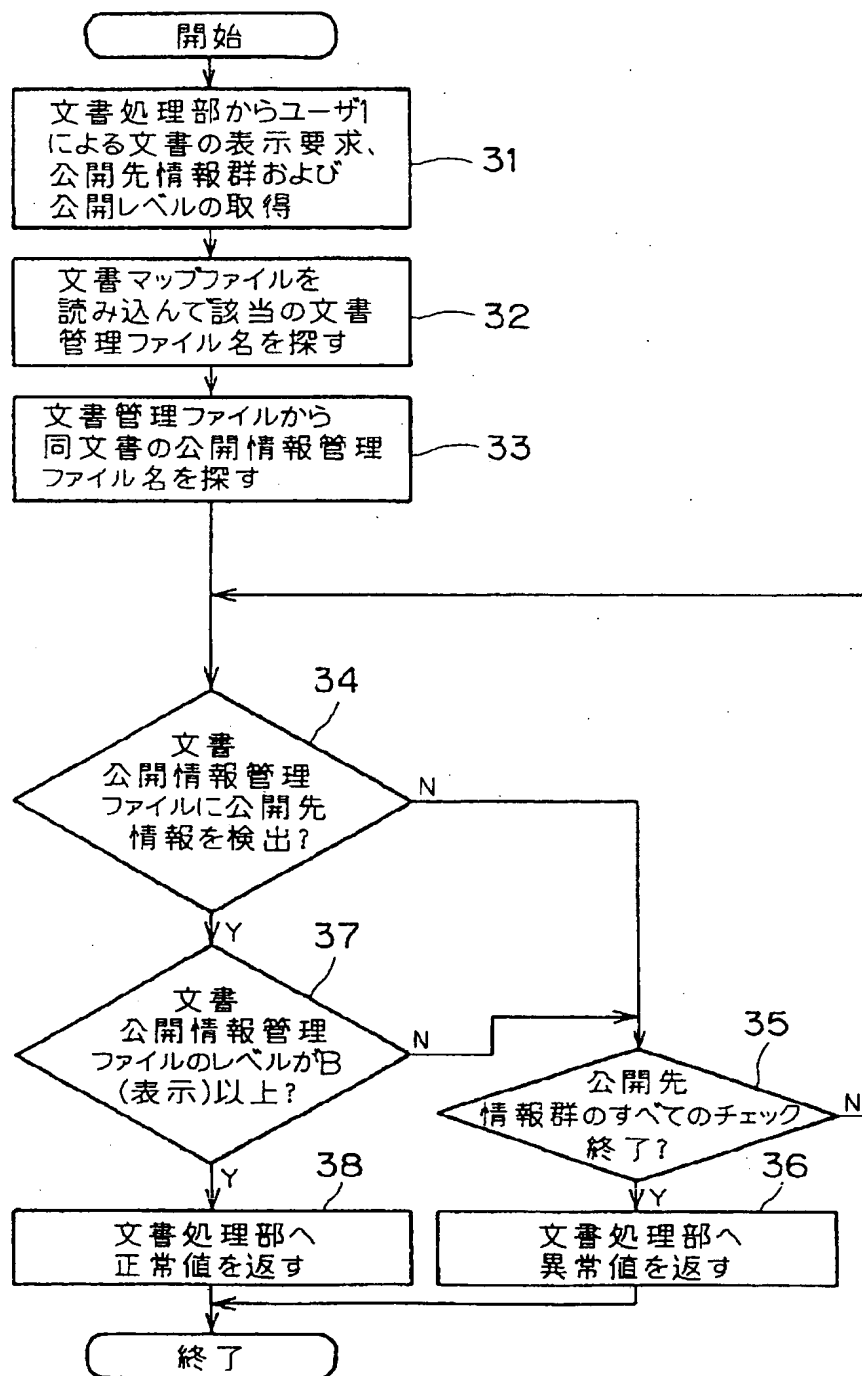 開始
文書処理部からユーザ1
による文書の表示要求、
公開先情報群および
公開レベルの取得
31
文書マップファイルを
読み込んで該当の文書
管理ファイル名を探す
32
文書管理ファイルから
同文書の公開情報管理
ファイル名を探す
33
34
文書
公開情報管理
ファイルに公開先
情報を検出?
N
Y
37
文書
公開情報管理
ファイルのレベルがB
(表示)以上?
N
Y
35
公開先
情報群のすべてのチェック
終了?
N
Y
38
文書処理部へ
正常値を返す
36
文書処理部へ
異常値を返す
終了